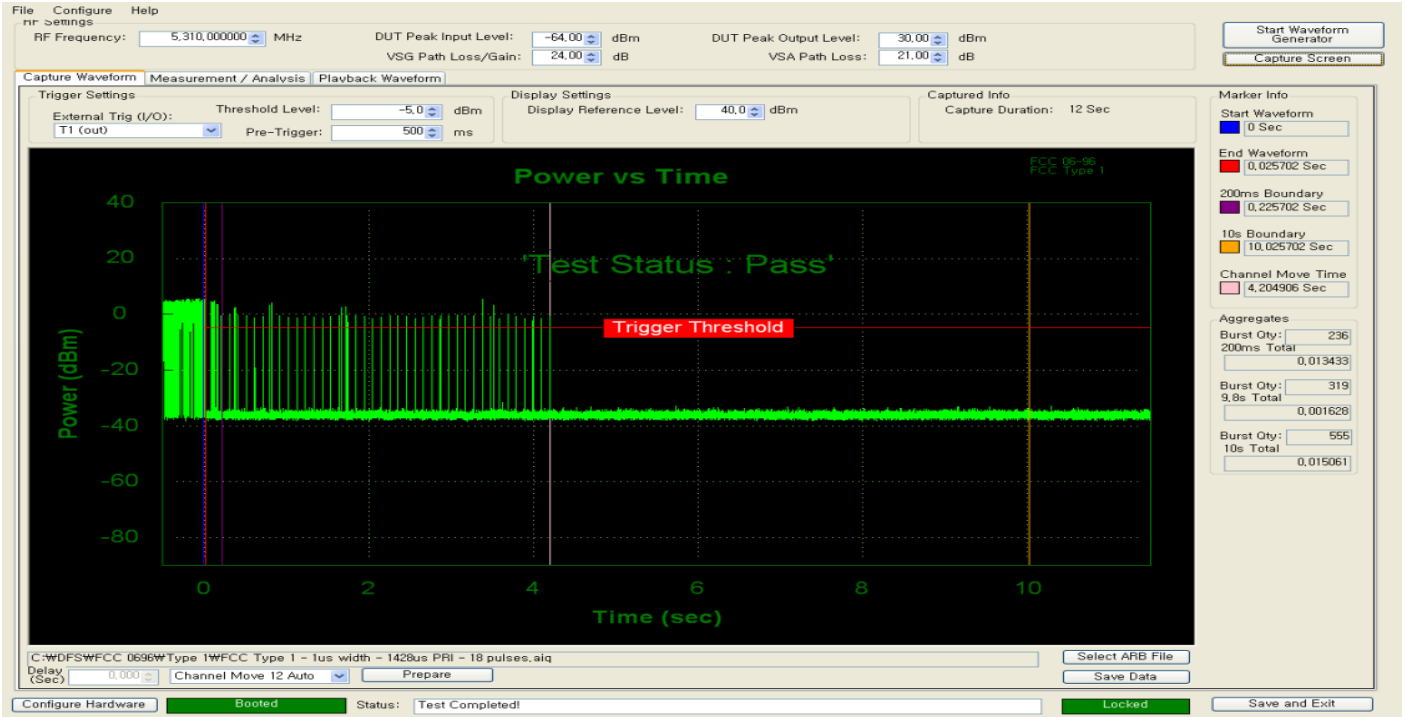 File Configure Help
RF Settings
RF Frequency: 5,310,000000 MHz DUT Peak Input Level: -64,00 dBm DUT Peak Output Level: 30,00 dBm
VSG Path Loss/Gain: 24,00 dB VSA Path Loss: 21,00 dB
Start Waveform
Generator
Capture Screen
Capture Waveform Measurement / Analysis Playback Waveform
Trigger Settings
External Trig (I/O): Threshold Level: -5,0 dBm
T1 (out) Pre-Trigger: 500 ms
Display Settings
Display Reference Level: 40,0 dBm
Captured Info
Capture Duration: 12 Sec
Marker Info
Start Waveform
0 Sec
End Waveform
0,025702 Sec
200ms Boundary
0,225702 Sec
10s Boundary
10,025702 Sec
Channel Move Time
4,204906 Sec
Aggregates
Burst Qty: 236
200ms Total
0,013433
Burst Qty: 319
9,8s Total
0,001628
Burst Qty: 555
10s Total
0,015061
Power vs Time
FCC 06-96
FCC Type 1
40
20
0
-20
-40
-60
-80
Power (dBm)
'Test Status : Pass'
Trigger Threshold
0 2 4 6 8 10
Time (sec)
C:₩DFS₩FCC 0696₩Type 1₩FCC Type 1 - 1us width - 1428us PRI - 18 pulses,aiq
Select ARB File
Delay
(Sec) 0,000 Channel Move 12 Auto Prepare
Save Data
Configure Hardware Booted Status: Test Completed! Locked Save and Exit